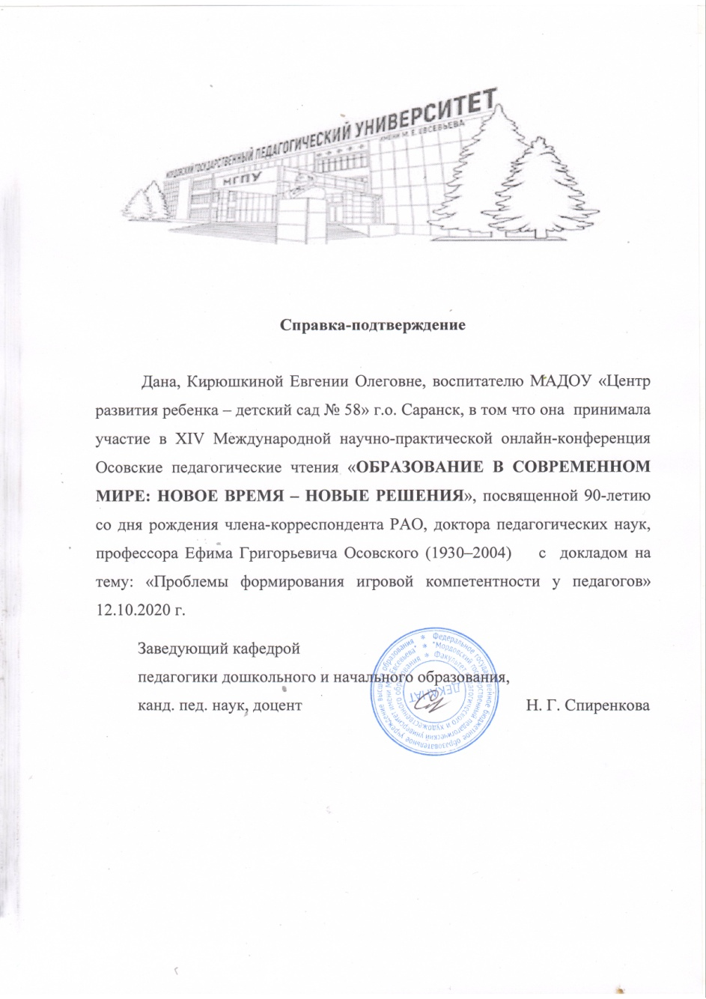 МОРДОВСКИЙ ГОСУДАРСТВЕННЫЙ ПЕДАГОГИЧЕСКИЙ УНИВЕРСИТЕТ
ИМЕНИ М. Е. ЕВСЕВЬЕВА
МГПУ
Справка-подтверждение
Дана, Кирюшкиной Евгении Олеговне, воспитателю МАДОУ «Центр
развития ребенка – детский сад № 58» г.о. Саранск, в том что она принимала
участие в XIV Международной научно-практической онлайн-конференция
Осовские педагогические чтения «ОБРАЗОВАНИЕ В СОВРЕМЕННОМ
МИРЕ: НОВОЕ ВРЕМЯ – НОВЫЕ РЕШЕНИЯ», посвященной 90-летию
со дня рождения члена-корреспондента РАО, доктора педагогических наук,
профессора Ефима Григорьевича Осовского (1930–2004) с докладом на
тему: «Проблемы формирования игровой компетентности у педагогов»
12.10.2020 г.
Заведующий кафедрой
педагогики дошкольного и начального образования,
канд. пед. наук, доцент Н. Г. Спиренкова
Федеральное государственное бюджетное образовательное учреждение высшего образования
"Мордовский государственный педагогический университет имени М.Е. Евсевьева"
Факультет педагогического и художественного образования
ДЕКАНАТ